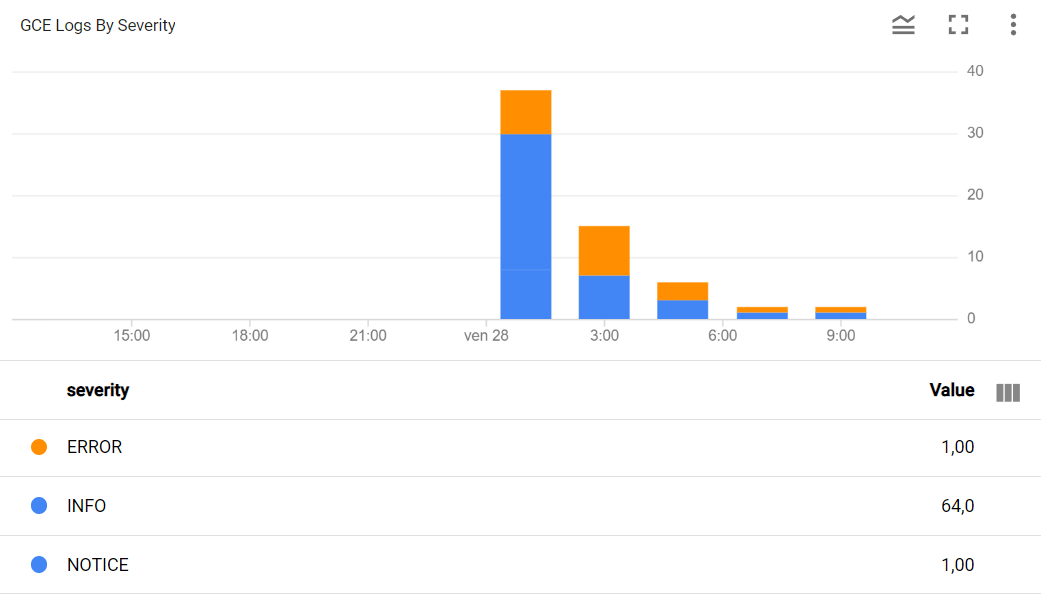 GCE Logs By Severity
40
30
20
10
0
15:00 18:00 21:00 ven 28 3:00 6:00 9:00
severity Value
ERROR 1,00
INFO 64,0
NOTICE 1,00